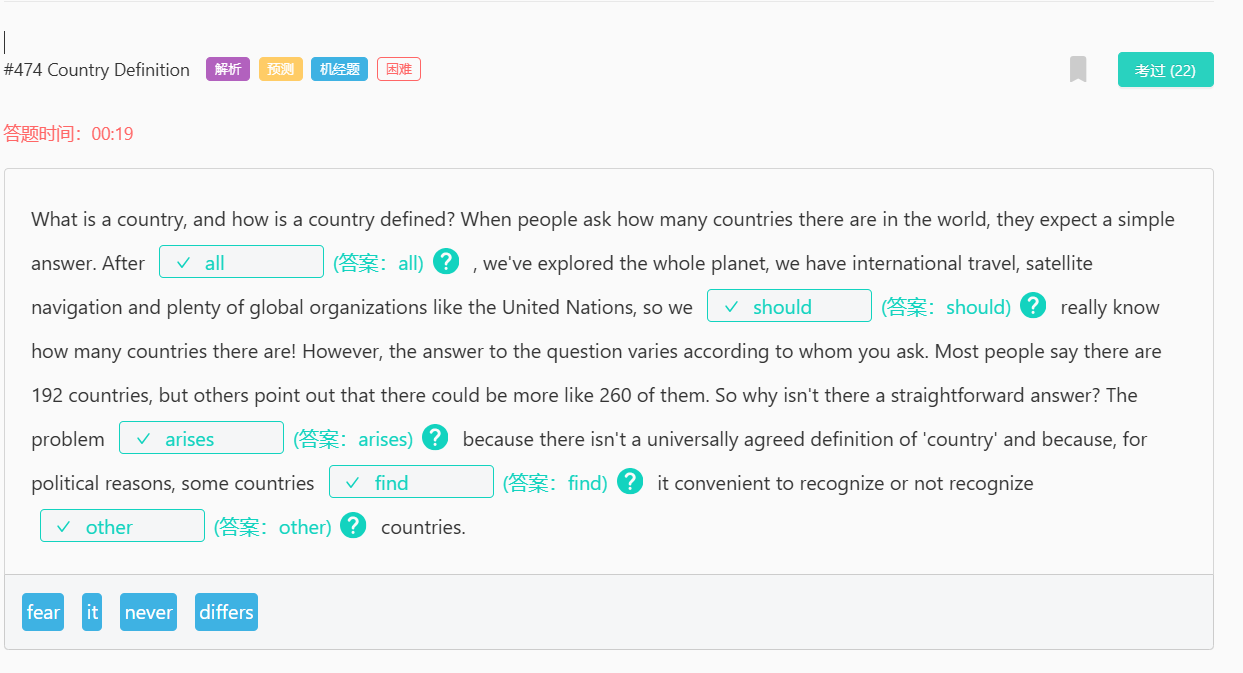 #474 Country Definition 解析 预测 机经题 困难 考过 (22)
答题时间：00:19
What is a country, and how is a country defined? When people ask how many countries there are in the world, they expect a simple
answer. After ✓ all (答案：all) ? , we've explored the whole planet, we have international travel, satellite
navigation and plenty of global organizations like the United Nations, so we ✓ should (答案：should) ? really know
how many countries there are! However, the answer to the question varies according to whom you ask. Most people say there are
192 countries, but others point out that there could be more like 260 of them. So why isn't there a straightforward answer? The
problem ✓ arises (答案：arises) ? because there isn't a universally agreed definition of 'country' and because, for
political reasons, some countries ✓ find (答案：find) ? it convenient to recognize or not recognize
✓ other (答案：other) ? countries.
fear it never differs